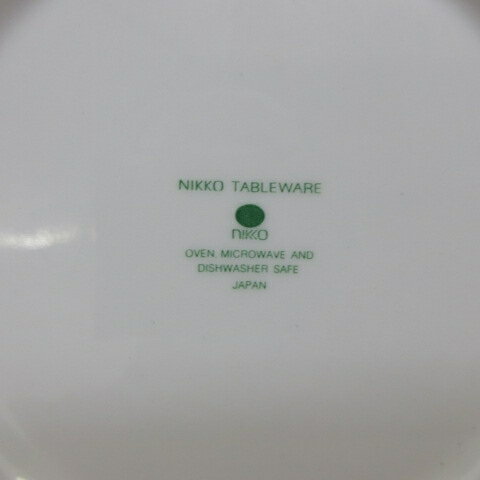 NIKKO TABLEWARE
NIKKO
OVEN, MICROWAVE AND
DISHWASHER SAFE
JAPAN